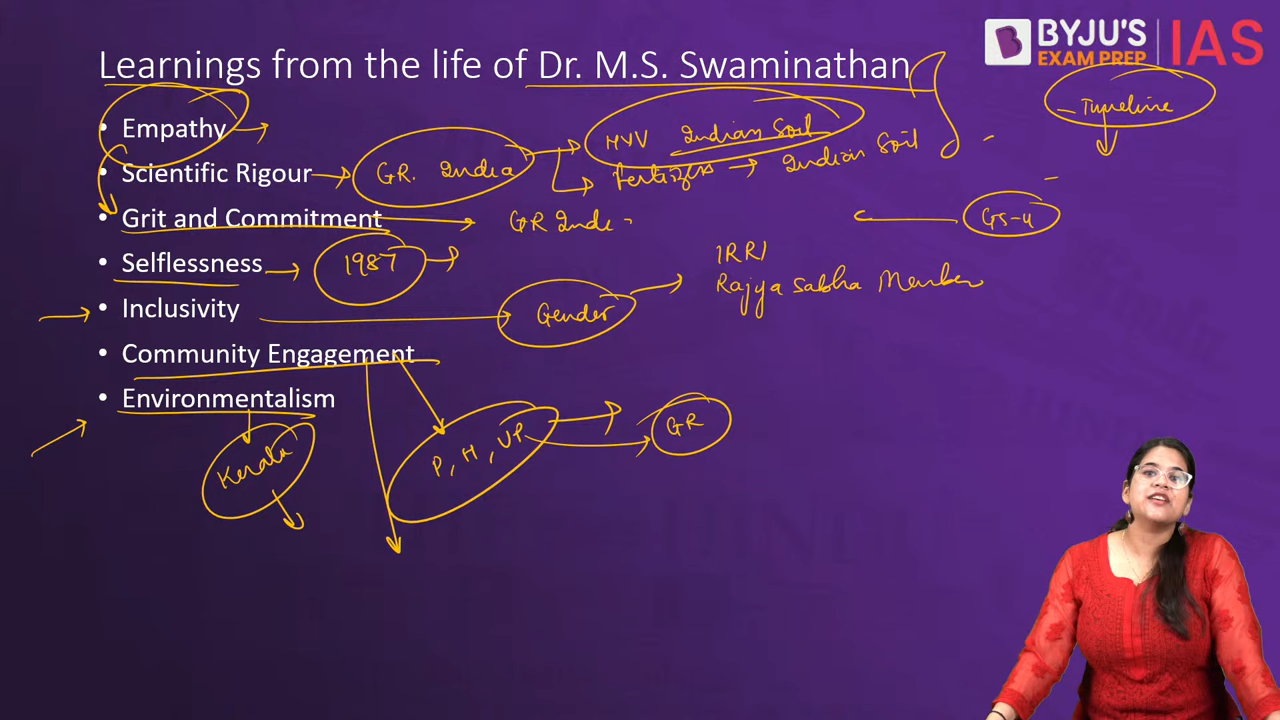 BYJU'S
EXAM PREP
IAS
Learnings from the life of Dr. M.S. Swaminathan
• Empathy
• Scientific Rigour
• Grit and Commitment
• Selflessness
• Inclusivity
• Community Engagement
• Environmentalism
Timeline
HYV Indian Soil
GR. India
Indian Soil
GR
GS-4
1987
IRRI
Rajya Sabha Member
Gender
Kerala
P, H, UP
GR